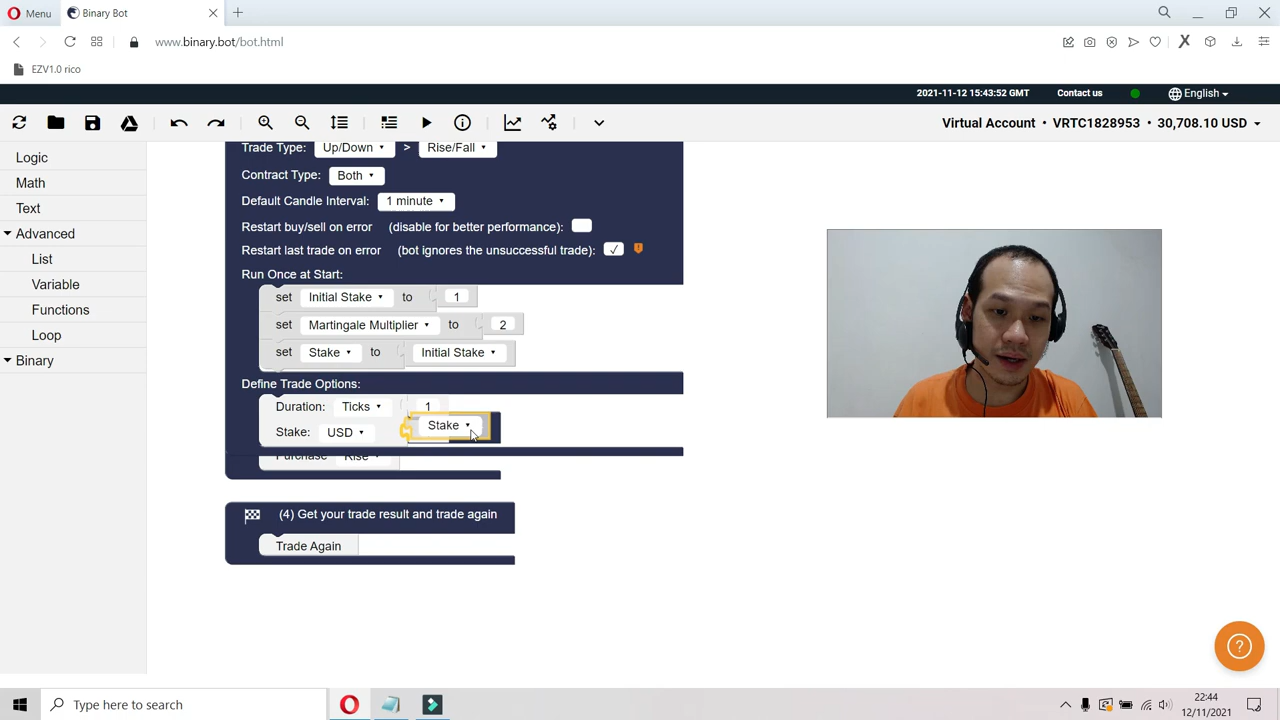 Menu
Binary Bot
www.binary.bot/bot.html
EZV1.0 rico
2021-11-12 15:43:52 GMT
Contact us
English
Virtual Account • VRTC1828953 • 30,708.10 USD
Logic
Math
Text
Advanced
List
Variable
Functions
Loop
Binary
Trade Type: Up/Down > Rise/Fall
Contract Type: Both
Default Candle Interval: 1 minute
Restart buy/sell on error (disable for better performance):
Restart last trade on error (bot ignores the unsuccessful trade): ✓
Run Once at Start:
set Initial Stake to 1
set Martingale Multiplier to 2
set Stake to Initial Stake
Define Trade Options:
Duration: Ticks 1
Stake: USD Stake
Purchase Rise
(4) Get your trade result and trade again
Trade Again
Type here to search
22:44
12/11/2021